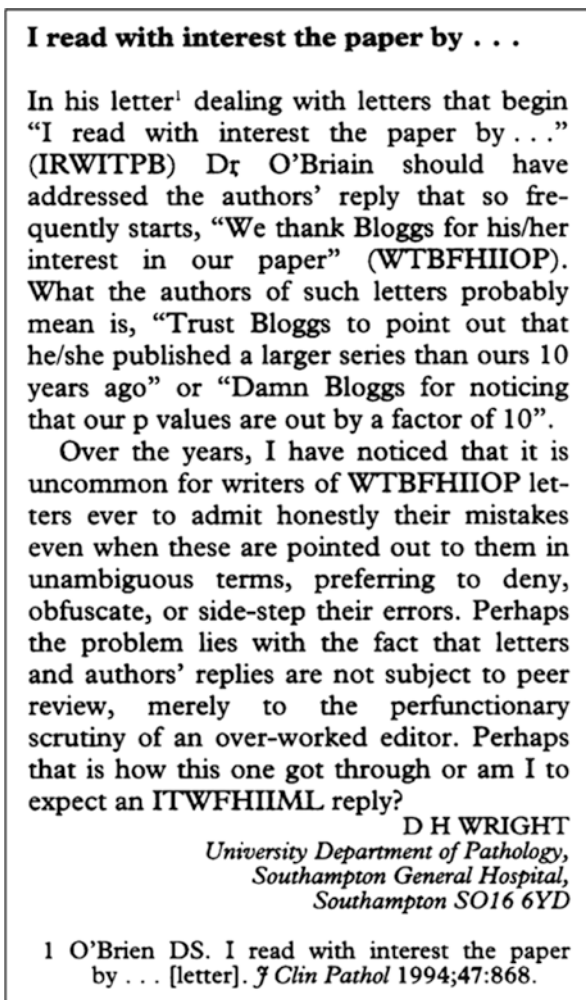 I read with interest the paper by . . .
In his letter¹ dealing with letters that begin
“I read with interest the paper by . . .”
(IRWITPB) Dr O’Briain should have
addressed the authors’ reply that so fre-
quently starts, “We thank Bloggs for his/her
interest in our paper” (WTBFHIIOP).
What the authors of such letters probably
mean is, “Trust Bloggs to point out that
he/she published a larger series than ours 10
years ago” or “Damn Bloggs for noticing
that our p values are out by a factor of 10”.
Over the years, I have noticed that it is
uncommon for writers of WTBFHIIOP let-
ters ever to admit honestly their mistakes
even when these are pointed out to them in
unambiguous terms, preferring to deny,
obfuscate, or side-step their errors. Perhaps
the problem lies with the fact that letters
and authors’ replies are not subject to peer
review, merely to the perfunctionary
scrutiny of an over-worked editor. Perhaps
that is how this one got through or am I to
expect an ITWFHIIML reply?
D H WRIGHT
University Department of Pathology,
Southampton General Hospital,
Southampton SO16 6YD
1 O’Brien DS. I read with interest the paper
by . . . [letter]. J Clin Pathol 1994;47:868.